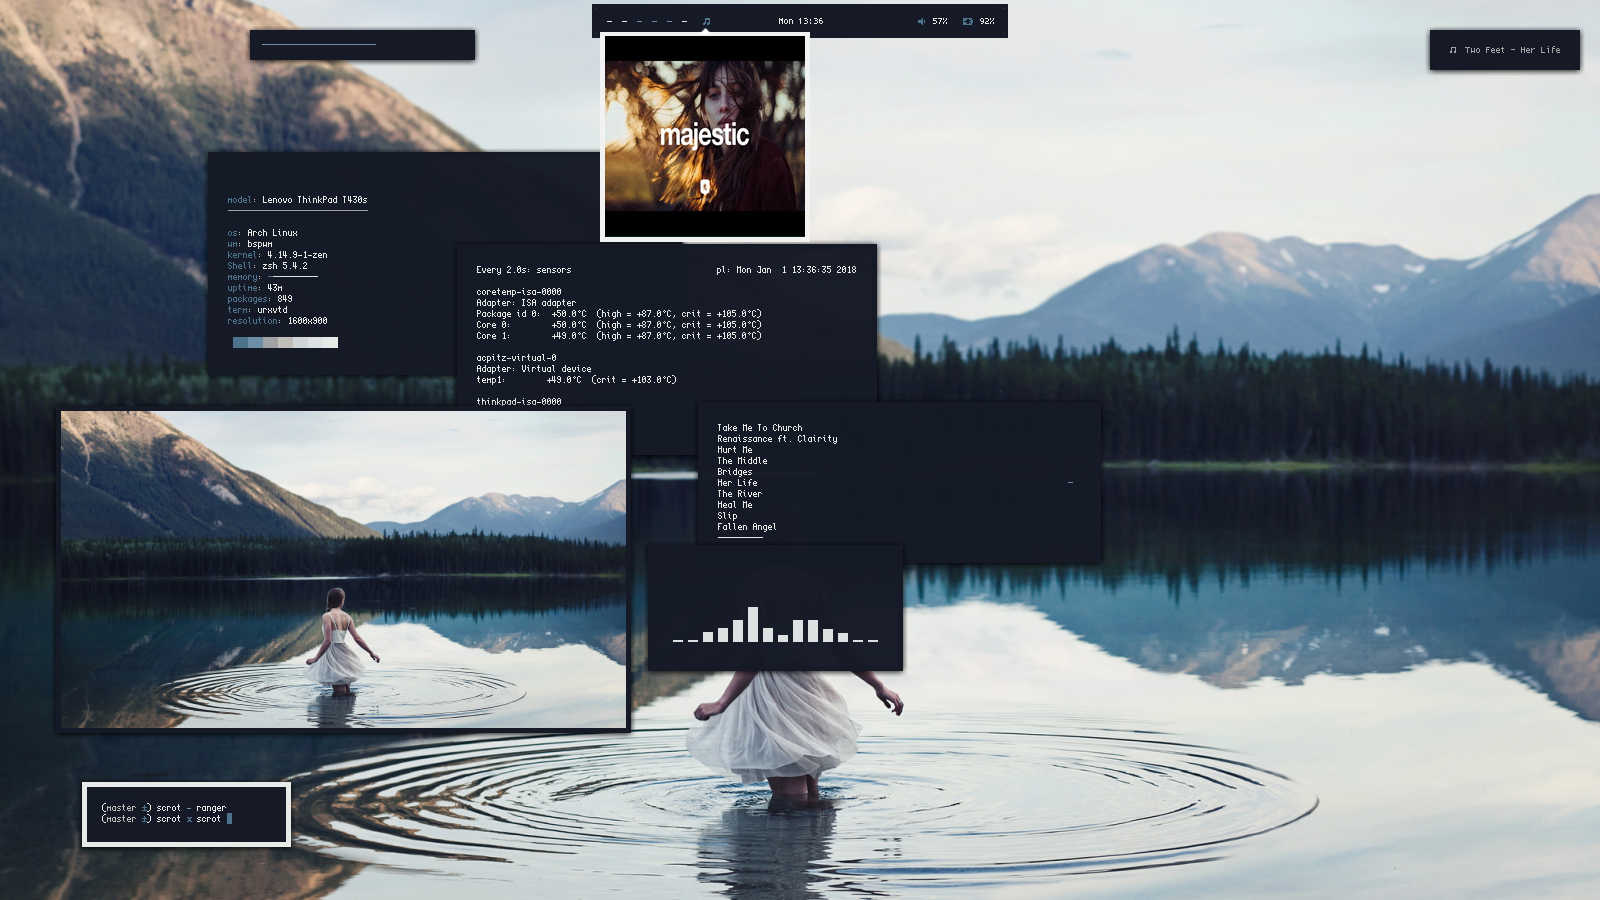 Mon 13:36
57%
92%
Two Feet - Her Life
majestic
model: Lenovo ThinkPad T430s
os: Arch Linux
wm: bspwm
kernel: 4.14.9-1-zen
Shell: zsh 5.4.2
memory:
uptime: 43m
packages: 849
term: urxvtd
resolution: 1600x900
Every 2.0s: sensors pl: Mon Jan 1 13:36:35 2018
coretemp-isa-0000
Adapter: ISA adapter
Package id 0: +50.0°C (high = +87.0°C, crit = +105.0°C)
Core 0: +50.0°C (high = +87.0°C, crit = +105.0°C)
Core 1: +49.0°C (high = +87.0°C, crit = +105.0°C)
acpitz-virtual-0
Adapter: Virtual device
temp1: +49.0°C (crit = +103.0°C)
thinkpad-isa-0000
Take Me To Church
Renaissance ft. Clairity
Hurt Me
The Middle
Bridges
Her Life
The River
Heal Me
Slip
Fallen Angel
(master ±) scrot - ranger
(master ±) scrot x scrot